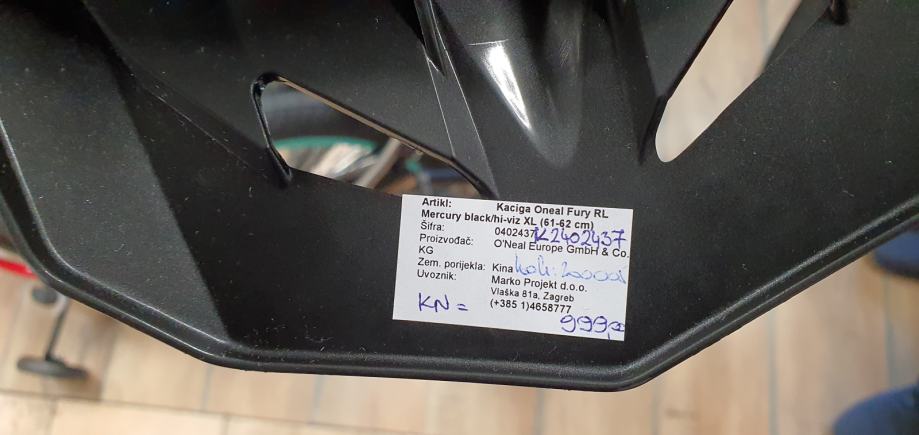 Artikl: Kaciga Oneal Fury RL
Mercury black/hi-viz XL (61-62 cm)
Šifra: 0402437 K2402437
Proizvođač: O'Neal Europe GmbH & Co.
KG
Zem. porijekla: Kina
Uvoznik: Marko Projekt d.o.o.
Vlaška 81a, Zagreb
(+385 1)4658777
KN = 999,00